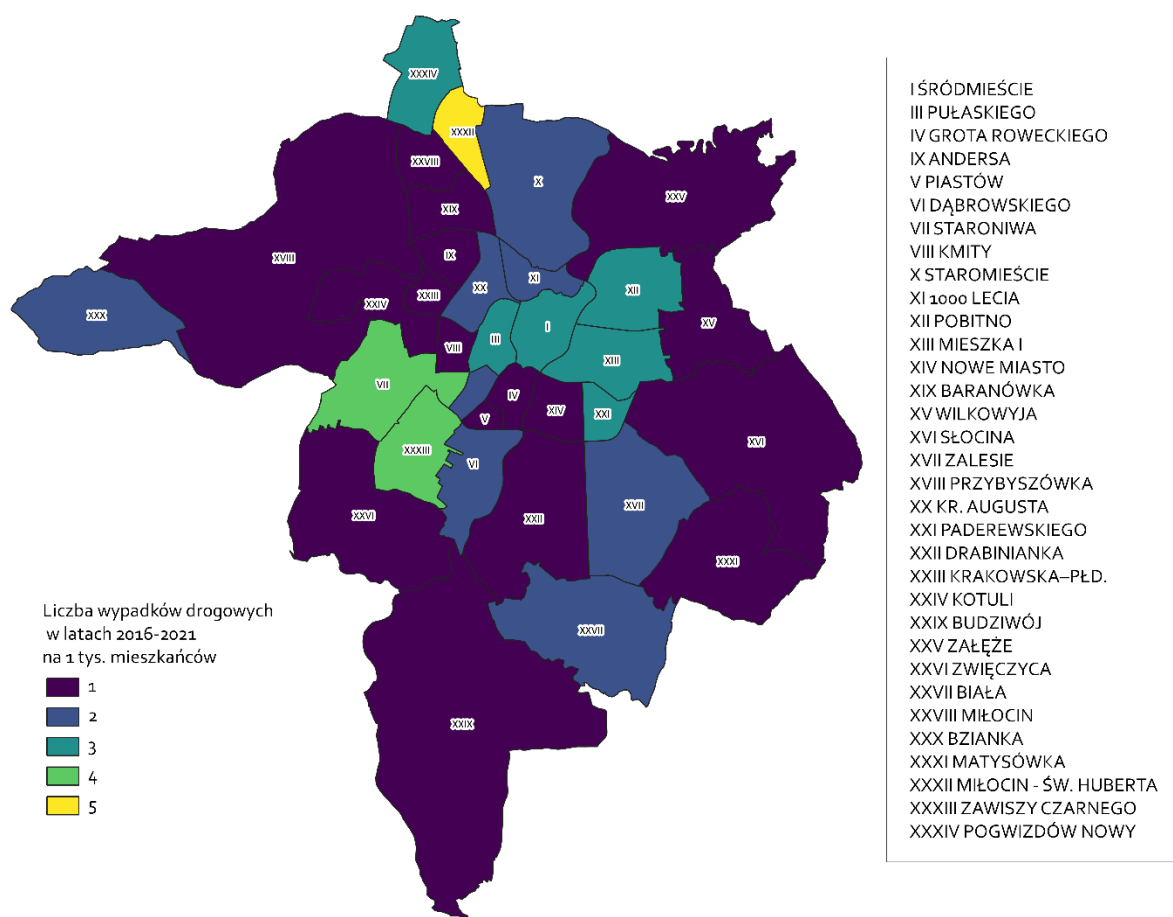 XXXIV
XXXII
XXVIII
X
XXV
XIX
IX
XVIII
XI
XII
XX
XXIII
XXIV
XXX
I
XV
III
VIII
XIII
VII
IV
XIV
XXI
V
XVI
XXXIII
VI
XVII
XXVI
XXII
XXXI
XXVII
XXIX
Liczba wypadków drogowych
w latach 2016-2021
na 1 tys. mieszkańców
1
2
3
4
5
I ŚRÓDMIEŚCIE
III PUŁASKIEGO
IV GROTA ROWECKIEGO
IX ANDERSA
V PIASTÓW
VI DĄBROWSKIEGO
VII STARONIWA
VIII KMITY
X STAROMIEŚCIE
XI 1000 LECIA
XII POBITNO
XIII MIESZKA I
XIV NOWE MIASTO
XIX BARANÓWKA
XV WILKOWYJA
XVI SŁOCINA
XVII ZALESIE
XVIII PRZYBYSZÓWKA
XX KR. AUGUSTA
XXI PADEREWSKIEGO
XXII DRABINIANKA
XXIII KRAKOWSKA–PŁD.
XXIV KOTULI
XXIX BUDZIWÓJ
XXV ZAŁĘŻE
XXVI ZWIĘCZYCA
XXVII BIAŁA
XXVIII MIŁOCIN
XXX BZIANKA
XXXI MATYSÓWKA
XXXII MIŁOCIN - ŚW. HUBERTA
XXXIII ZAWISZY CZARNEGO
XXXIV POGWIZDÓW NOWY